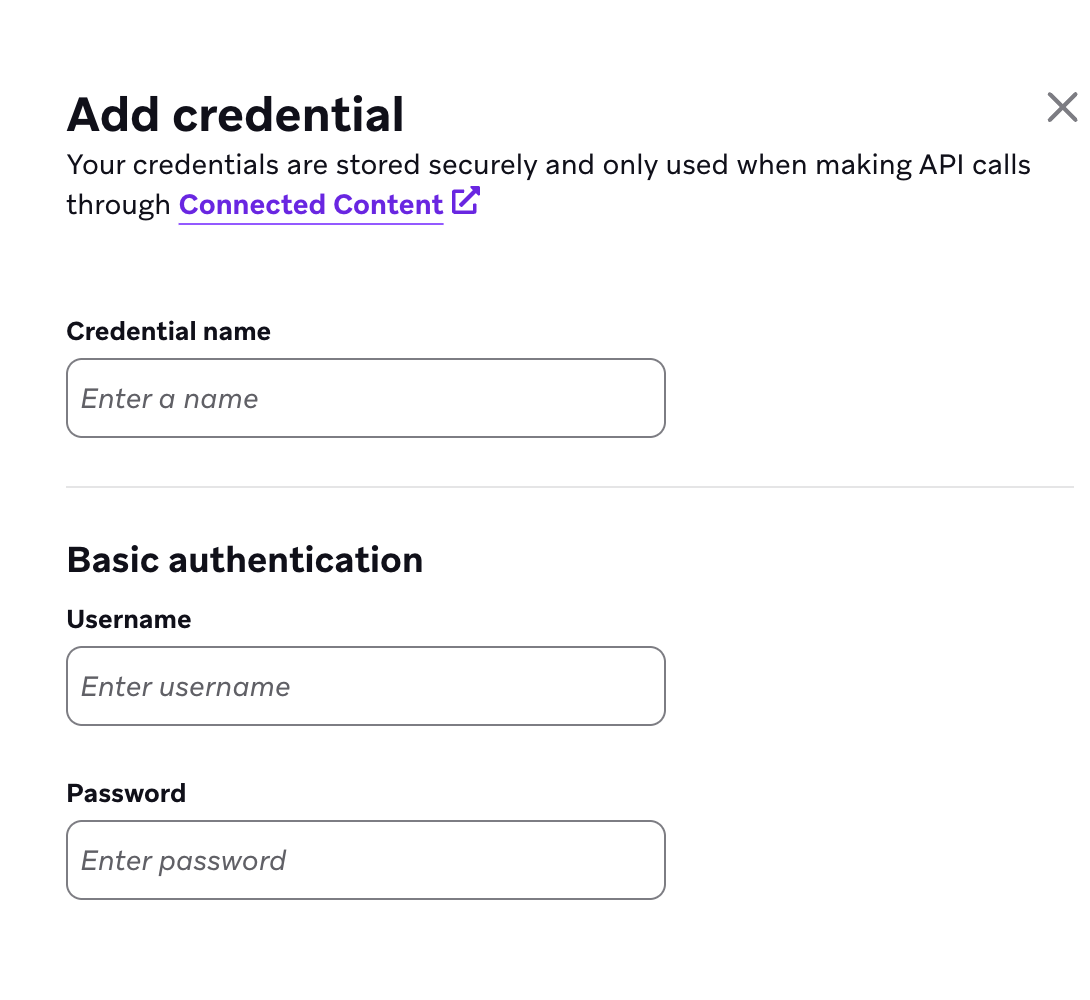 Add credential
Your credentials are stored securely and only used when making API calls
through Connected Content
Credential name
Enter a name
Basic authentication
Username
Enter username
Password
Enter password